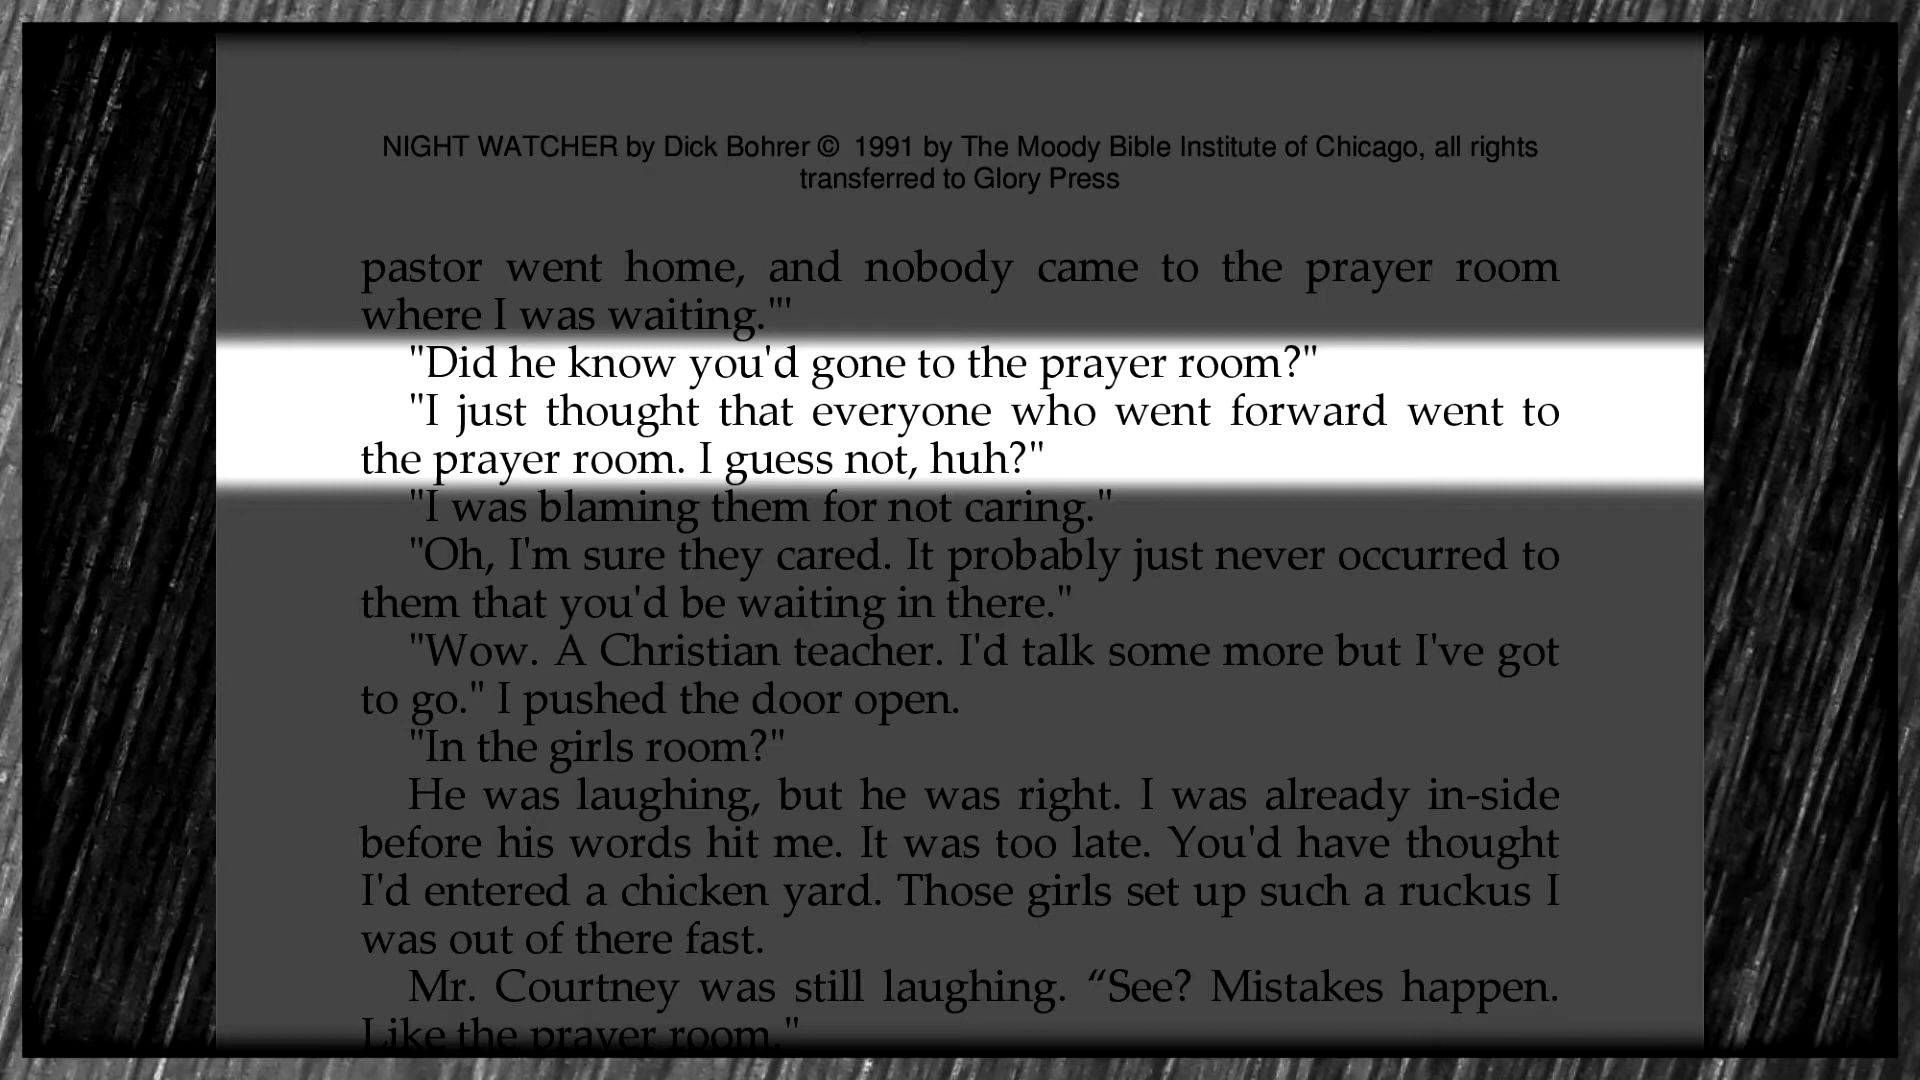 NIGHT WATCHER by Dick Bohrer © 1991 by The Moody Bible Institute of Chicago, all rights
transferred to Glory Press
pastor went home, and nobody came to the prayer room
where I was waiting."'
"Did he know you'd gone to the prayer room?"
"I just thought that everyone who went forward went to
the prayer room. I guess not, huh?"
"I was blaming them for not caring."
"Oh, I'm sure they cared. It probably just never occurred to
them that you'd be waiting in there."
"Wow. A Christian teacher. I'd talk some more but I've got
to go." I pushed the door open.
"In the girls room?"
He was laughing, but he was right. I was already in-side
before his words hit me. It was too late. You'd have thought
I'd entered a chicken yard. Those girls set up such a ruckus I
was out of there fast.
Mr. Courtney was still laughing. “See? Mistakes happen.
Like the prayer room."